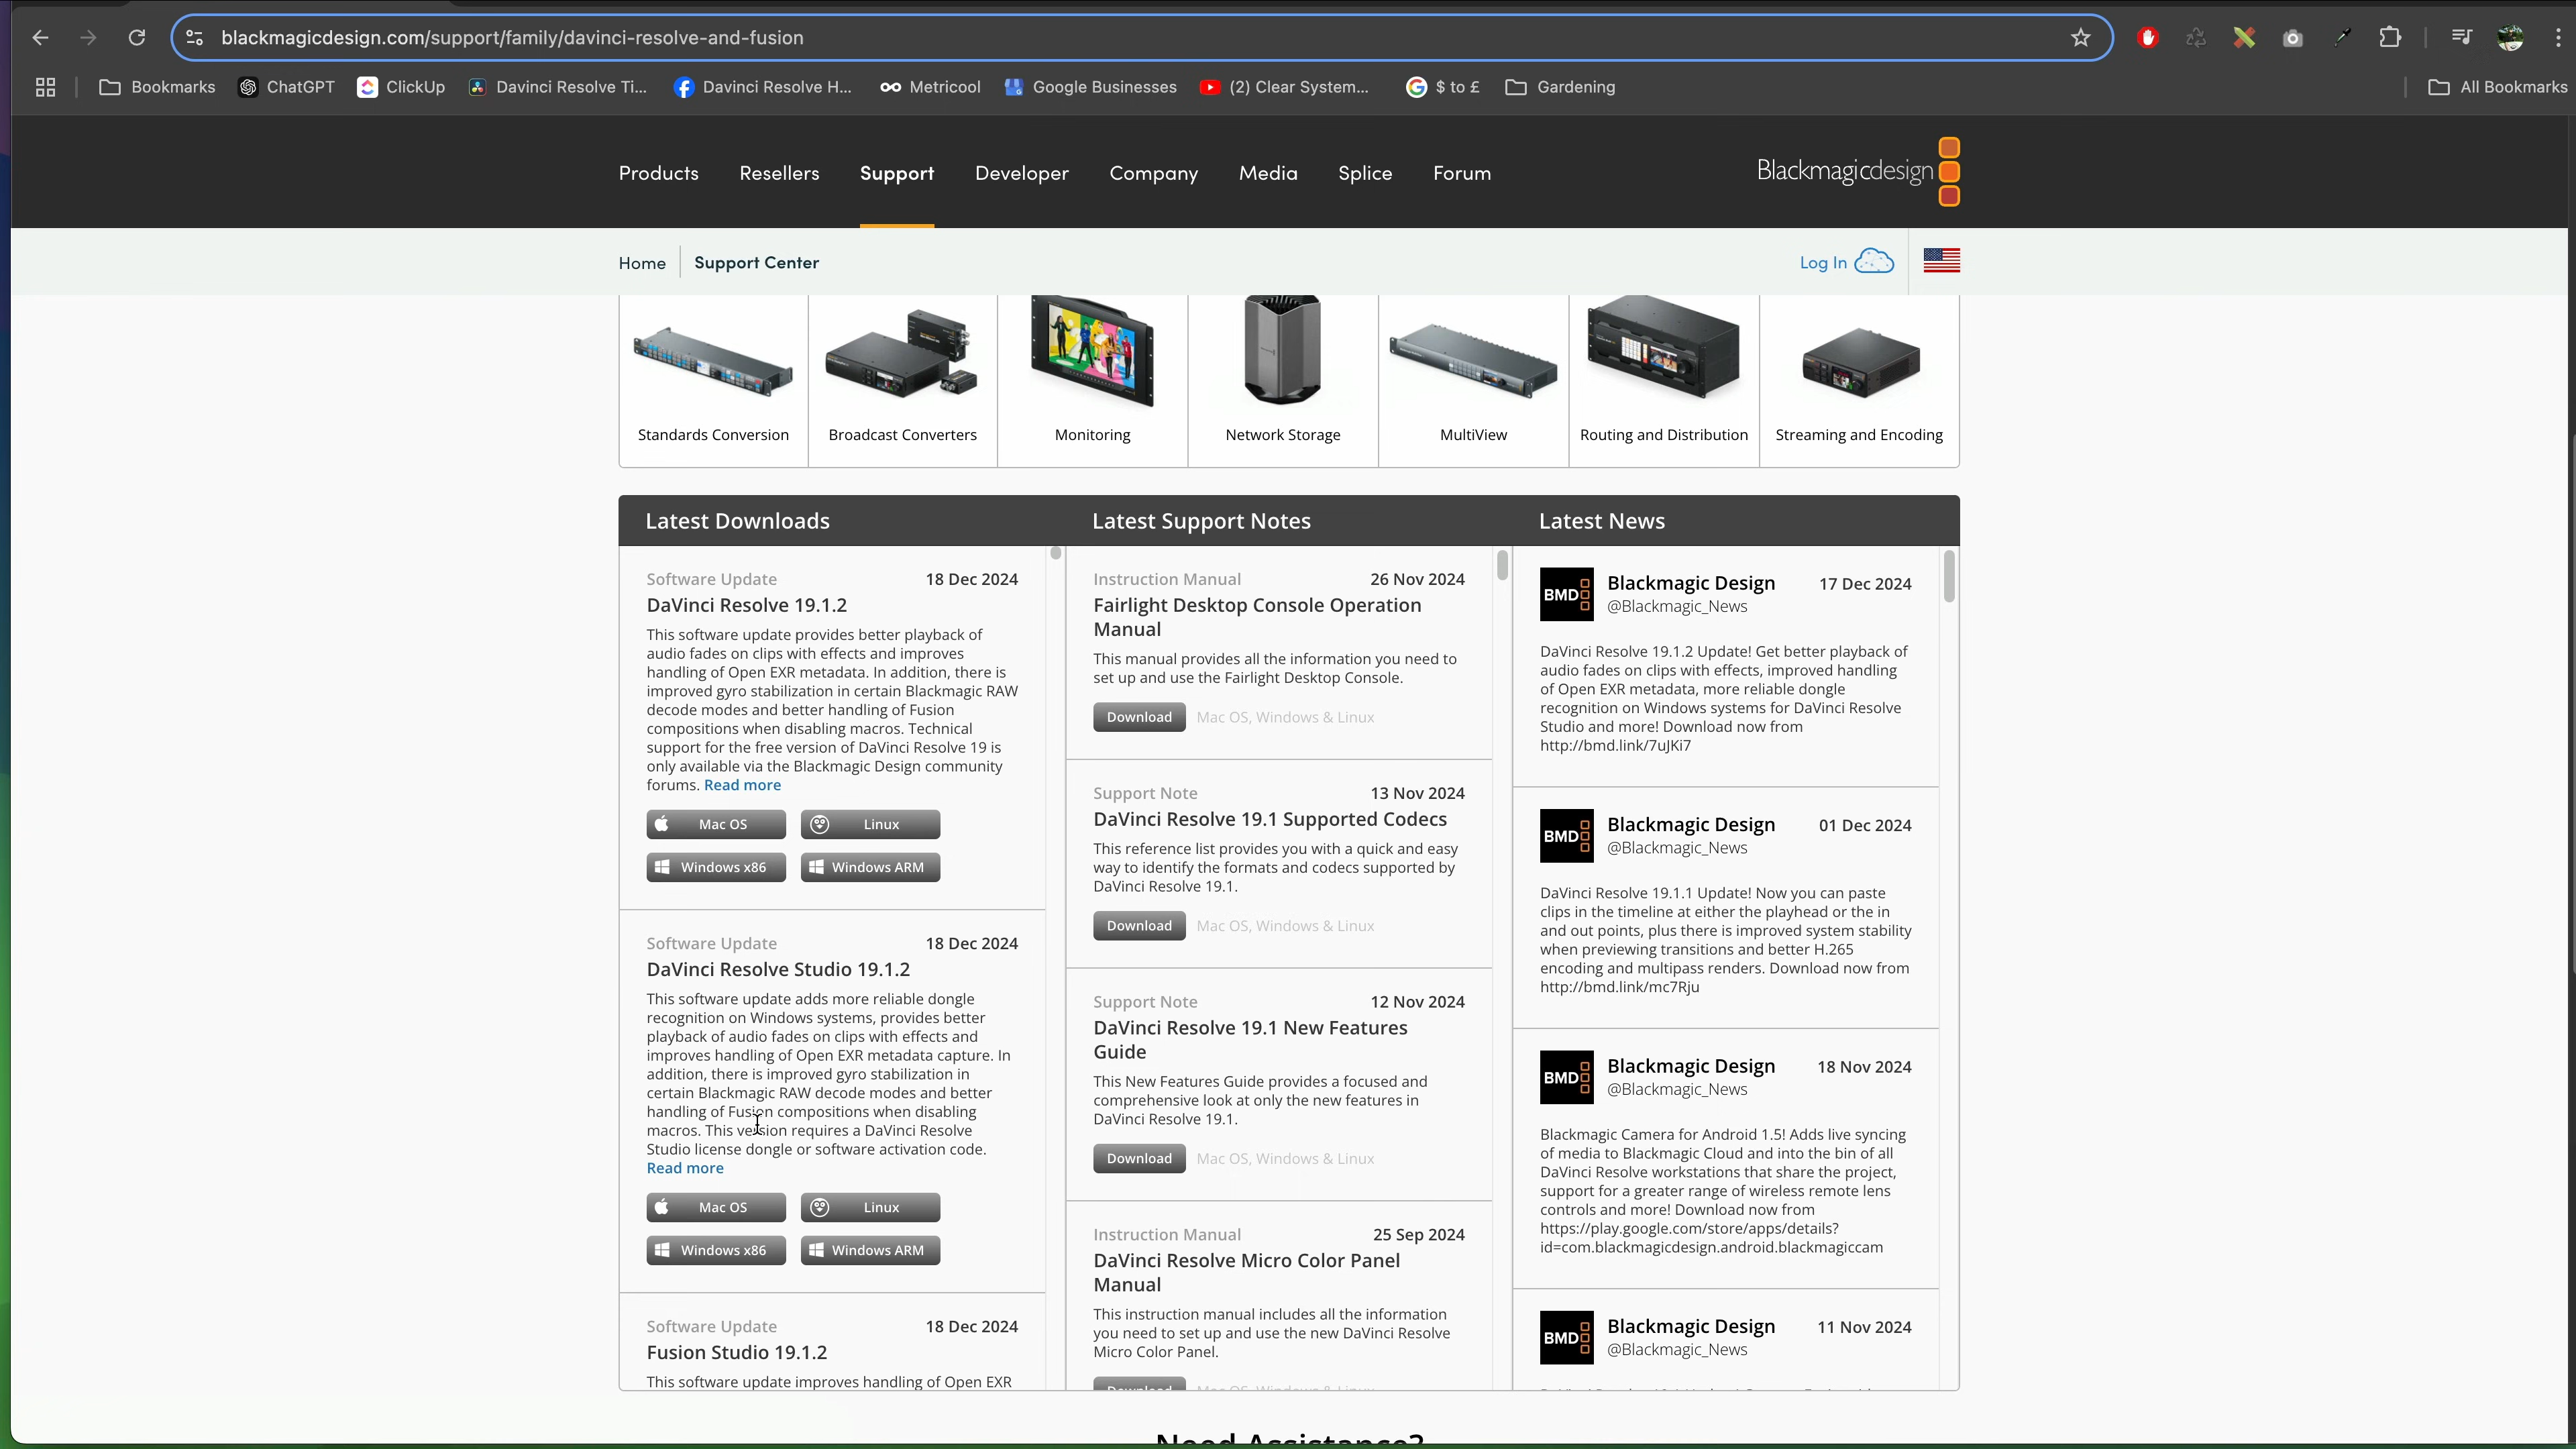 blackmagicdesign.com/support/family/davinci-resolve-and-fusion
Bookmarks
ChatGPT
ClickUp
Davinci Resolve Ti...
Davinci Resolve H...
Metricool
Google Businesses
(2) Clear System...
$ to £
Gardening
All Bookmarks
Products
Resellers
Support
Developer
Company
Media
Splice
Forum
Blackmagicdesign
Home
Support Center
Log In
Standards Conversion
Broadcast Converters
Monitoring
Network Storage
MultiView
Routing and Distribution
Streaming and Encoding
Latest Downloads
Software Update 18 Dec 2024
DaVinci Resolve 19.1.2
This software update provides better playback of
audio fades on clips with effects and improves
handling of Open EXR metadata. In addition, there is
improved gyro stabilization in certain Blackmagic RAW
decode modes and better handling of Fusion
compositions when disabling macros. Technical
support for the free version of DaVinci Resolve 19 is
only available via the Blackmagic Design community
forums. Read more
Mac OS
Linux
Windows x86
Windows ARM
Software Update 18 Dec 2024
DaVinci Resolve Studio 19.1.2
This software update adds more reliable dongle
recognition on Windows systems, provides better
playback of audio fades on clips with effects and
improves handling of Open EXR metadata capture. In
addition, there is improved gyro stabilization in
certain Blackmagic RAW decode modes and better
handling of Fusion compositions when disabling
macros. This version requires a DaVinci Resolve
Studio license dongle or software activation code.
Read more
Mac OS
Linux
Windows x86
Windows ARM
Software Update 18 Dec 2024
Fusion Studio 19.1.2
This software update improves handling of Open EXR
Latest Support Notes
Instruction Manual 26 Nov 2024
Fairlight Desktop Console Operation
Manual
This manual provides all the information you need to
set up and use the Fairlight Desktop Console.
Download Mac OS, Windows & Linux
Support Note 13 Nov 2024
DaVinci Resolve 19.1 Supported Codecs
This reference list provides you with a quick and easy
way to identify the formats and codecs supported by
DaVinci Resolve 19.1.
Download Mac OS, Windows & Linux
Support Note 12 Nov 2024
DaVinci Resolve 19.1 New Features
Guide
This New Features Guide provides a focused and
comprehensive look at only the new features in
DaVinci Resolve 19.1.
Download Mac OS, Windows & Linux
Instruction Manual 25 Sep 2024
DaVinci Resolve Micro Color Panel
Manual
This instruction manual includes all the information
you need to set up and use the new DaVinci Resolve
Micro Color Panel.
Download Mac OS, Windows & Linux
Latest News
BMD
Blackmagic Design 17 Dec 2024
@Blackmagic_News
DaVinci Resolve 19.1.2 Update! Get better playback of
audio fades on clips with effects, improved handling
of Open EXR metadata, more reliable dongle
recognition on Windows systems for DaVinci Resolve
Studio and more! Download now from
http://bmd.link/7uJKi7
BMD
Blackmagic Design 01 Dec 2024
@Blackmagic_News
DaVinci Resolve 19.1.1 Update! Now you can paste
clips in the timeline at either the playhead or the in
and out points, plus there is improved system stability
when previewing transitions and better H.265
encoding and multipass renders. Download now from
http://bmd.link/mc7Rju
BMD
Blackmagic Design 18 Nov 2024
@Blackmagic_News
Blackmagic Camera for Android 1.5! Adds live syncing
of media to Blackmagic Cloud and into the bin of all
DaVinci Resolve workstations that share the project,
support for a greater range of wireless remote lens
controls and more! Download now from
https://play.google.com/store/apps/details?
id=com.blackmagicdesign.android.blackmagiccam
BMD
Blackmagic Design 11 Nov 2024
@Blackmagic_News
Need Assistance?